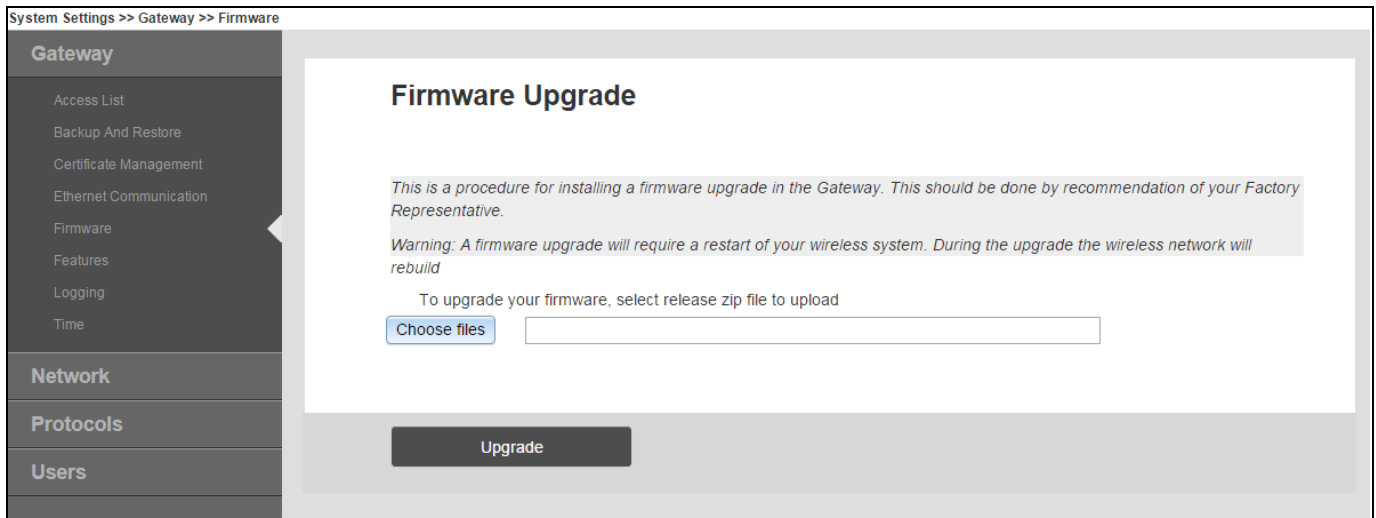 System Settings >> Gateway >> Firmware
Gateway
Access List
Backup And Restore
Certificate Management
Ethernet Communication
Firmware
Features
Logging
Time
Network
Protocols
Users
Firmware Upgrade
This is a procedure for installing a firmware upgrade in the Gateway. This should be done by recommendation of your Factory
Representative.
Warning: A firmware upgrade will require a restart of your wireless system. During the upgrade the wireless network will
rebuild
To upgrade your firmware, select release zip file to upload
Choose files
Upgrade